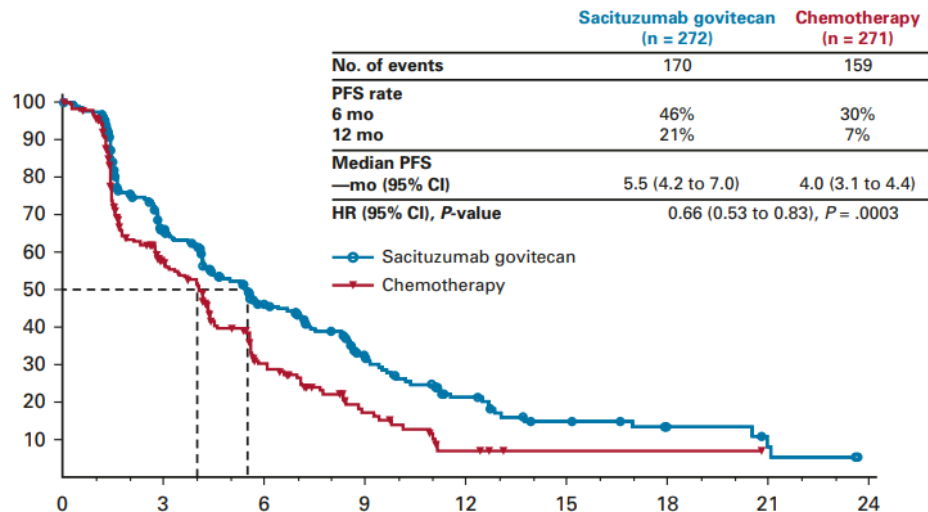 Sacituzumab govitecan Chemotherapy
(n = 272) (n = 271)
No. of events 170 159
PFS rate
6 mo 46% 30%
12 mo 21% 7%
Median PFS
—mo (95% CI) 5.5 (4.2 to 7.0) 4.0 (3.1 to 4.4)
HR (95% CI), P-value 0.66 (0.53 to 0.83), P = .0003
Sacituzumab govitecan
Chemotherapy
100
90
80
70
60
50
40
30
20
10
0 3 6 9 12 15 18 21 24